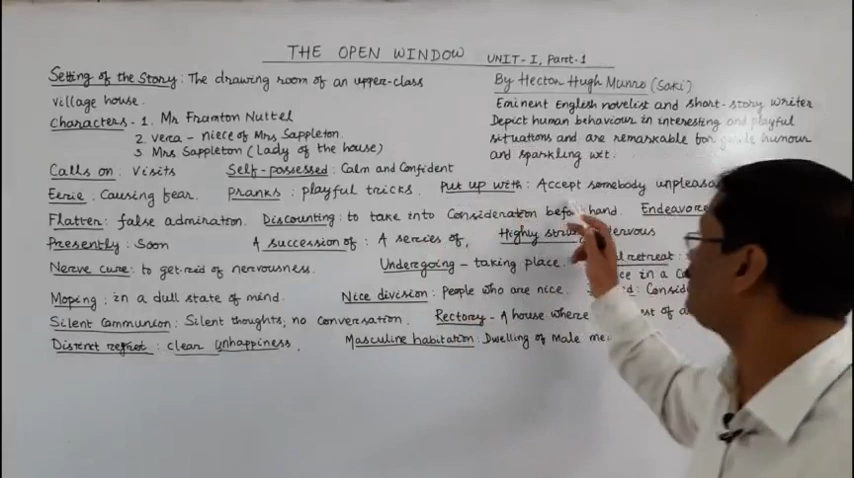 THE OPEN WINDOW UNIT-I, Part-1
Setting of the Story : The drawing room of an upper-class
village house.
Characters - 1. Mr Framton Nuttel
2. vera - niece of Mrs Sappleton.
3. Mrs Sappleton (Lady of the house)
By Hector Hugh Munro (Saki)
Eminent English novelist and short-story writer
Depict human behaviour in interesting and playful
situations and are remarkable for humour
and sparkling wit.
Calls on : Visits Self-possessed : Calm and Confident
Eerie : Causing fear. Pranks : playful tricks. Put up with : Accept somebody
Flatter : false admiration. Discounting : to take into Consideration before hand.
Presently : Soon A succession of : A series of, Highly
Nerve cure : to get-rid of nervousness. Undergoing - taking place. retreat : in a
Moping : in a dull state of mind. Nice division : People who are nice.
Silent Communion : Silent thoughts, no conversation. Rectory - A house where of
Distinct regret : clear unhappiness. Masculine habitation : Dwelling of Male